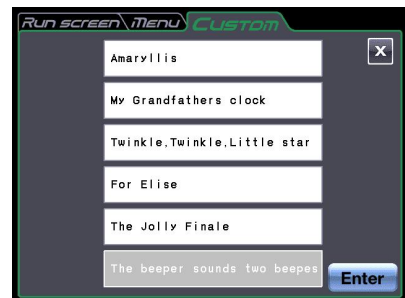 Run screen Menu Custom
x
Amaryllis
My Grandfathers clock
Twinkle,Twinkle,Little star
For Elise
The Jolly Finale
The beeper sounds two beepes
Enter